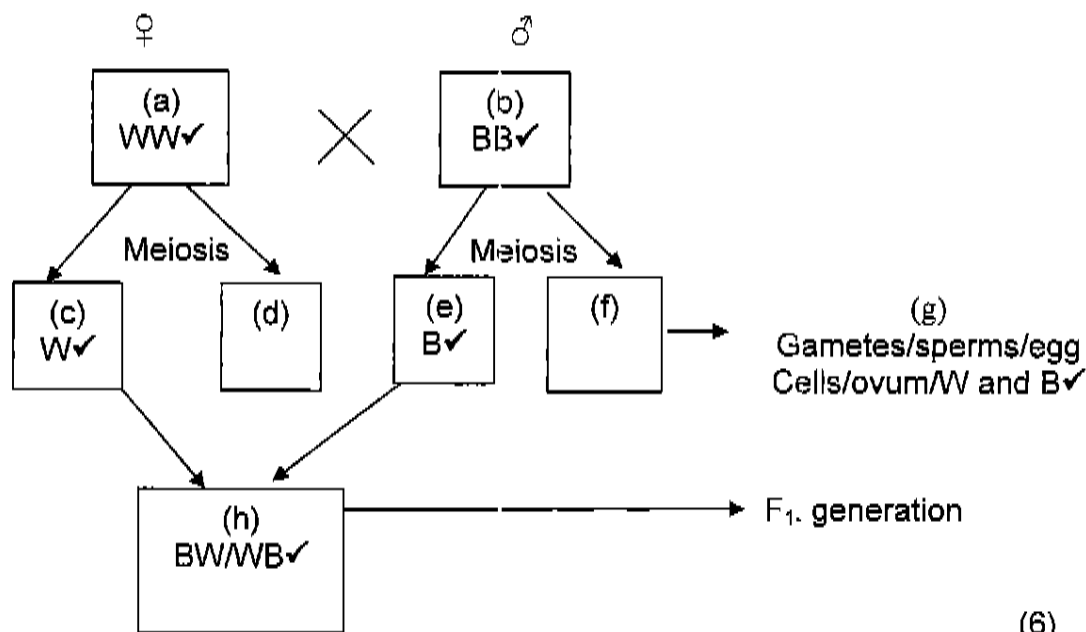 ♀ ♂
(a) (b)
WW✓ BB✓
Meiosis Meiosis
(c) (d) (e) (f) (g)
W✓ B✓ Gametes/sperms/egg
Cells/ovum/W and B✓
(h) F₁. generation
BW/WB✓
(6)